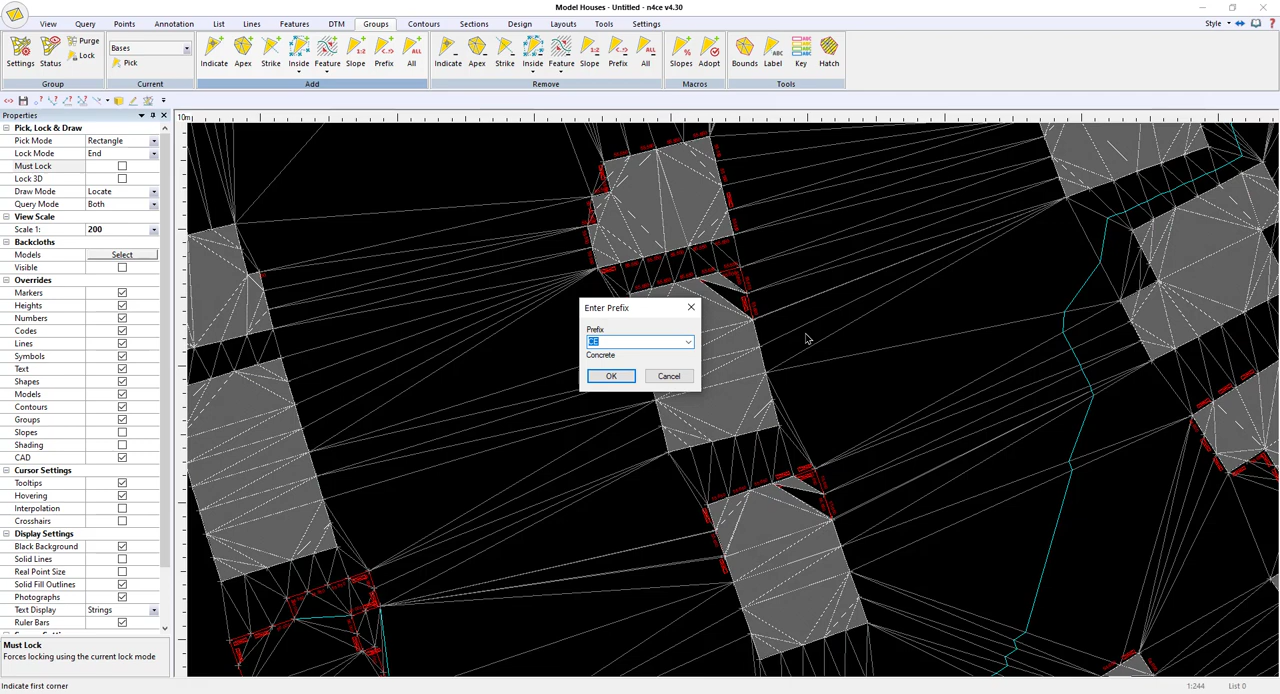 Model Houses - Untitled - n4ce v4.30
View Query Points Annotation List Lines Features DTM Groups Contours Sections Design Layouts Tools Settings
Style
Settings Status Purge Lock
Bases
Pick
Indicate Apex Strike Inside Feature Slope Prefix All
Indicate Apex Strike Inside Feature Slope Prefix All
Slopes Adopt
Bounds Label Key Hatch
Group Current Add Remove Macros Tools
Properties
10m
Pick, Lock & Draw
Pick Mode Rectangle
Lock Mode End
Must Lock
Lock 3D
Draw Mode Locate
Query Mode Both
View Scale
Scale 1: 200
Backcloths
Models Select
Visible
Overrides
Markers
Heights
Numbers
Codes
Lines
Symbols
Text
Shapes
Models
Contours
Groups
Slopes
Shading
CAD
Cursor Settings
Tooltips
Hovering
Interpolation
Crosshairs
Display Settings
Black Background
Solid Lines
Real Point Size
Solid Fill Outlines
Photographs
Text Display Strings
Ruler Bars
Must Lock
Forces locking using the current lock mode
Enter Prefix
Prefix
CE
Concrete
OK Cancel
Indicate first corner
1:244 List 0